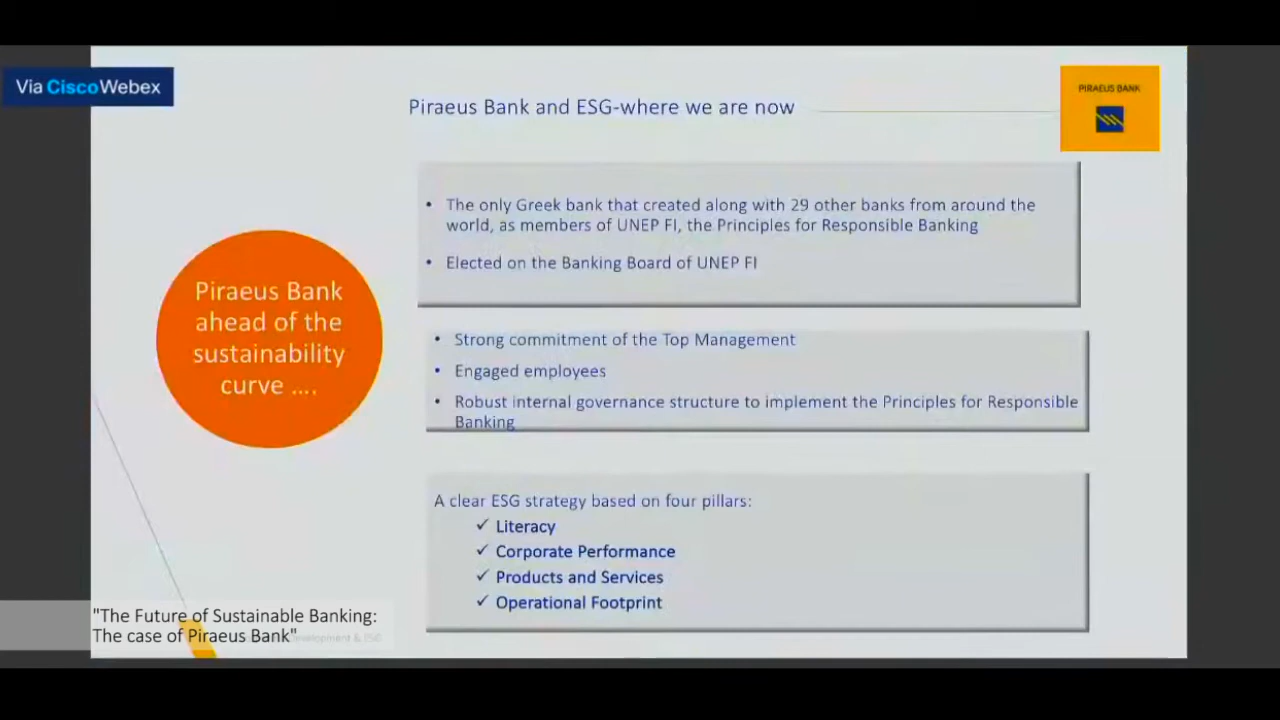 Via CiscoWebex
Piraeus Bank and ESG-where we are now
PIRAEUS BANK
• The only Greek bank that created along with 29 other banks from around the
world, as members of UNEP FI, the Principles for Responsible Banking
• Elected on the Banking Board of UNEP FI
Piraeus Bank
ahead of the
sustainability
curve ....
• Strong commitment of the Top Management
• Engaged employees
• Robust internal governance structure to implement the Principles for Responsible
Banking
A clear ESG strategy based on four pillars:
✓ Literacy
✓ Corporate Performance
✓ Products and Services
✓ Operational Footprint
"The Future of Sustainable Banking:
The case of Piraeus Bank"